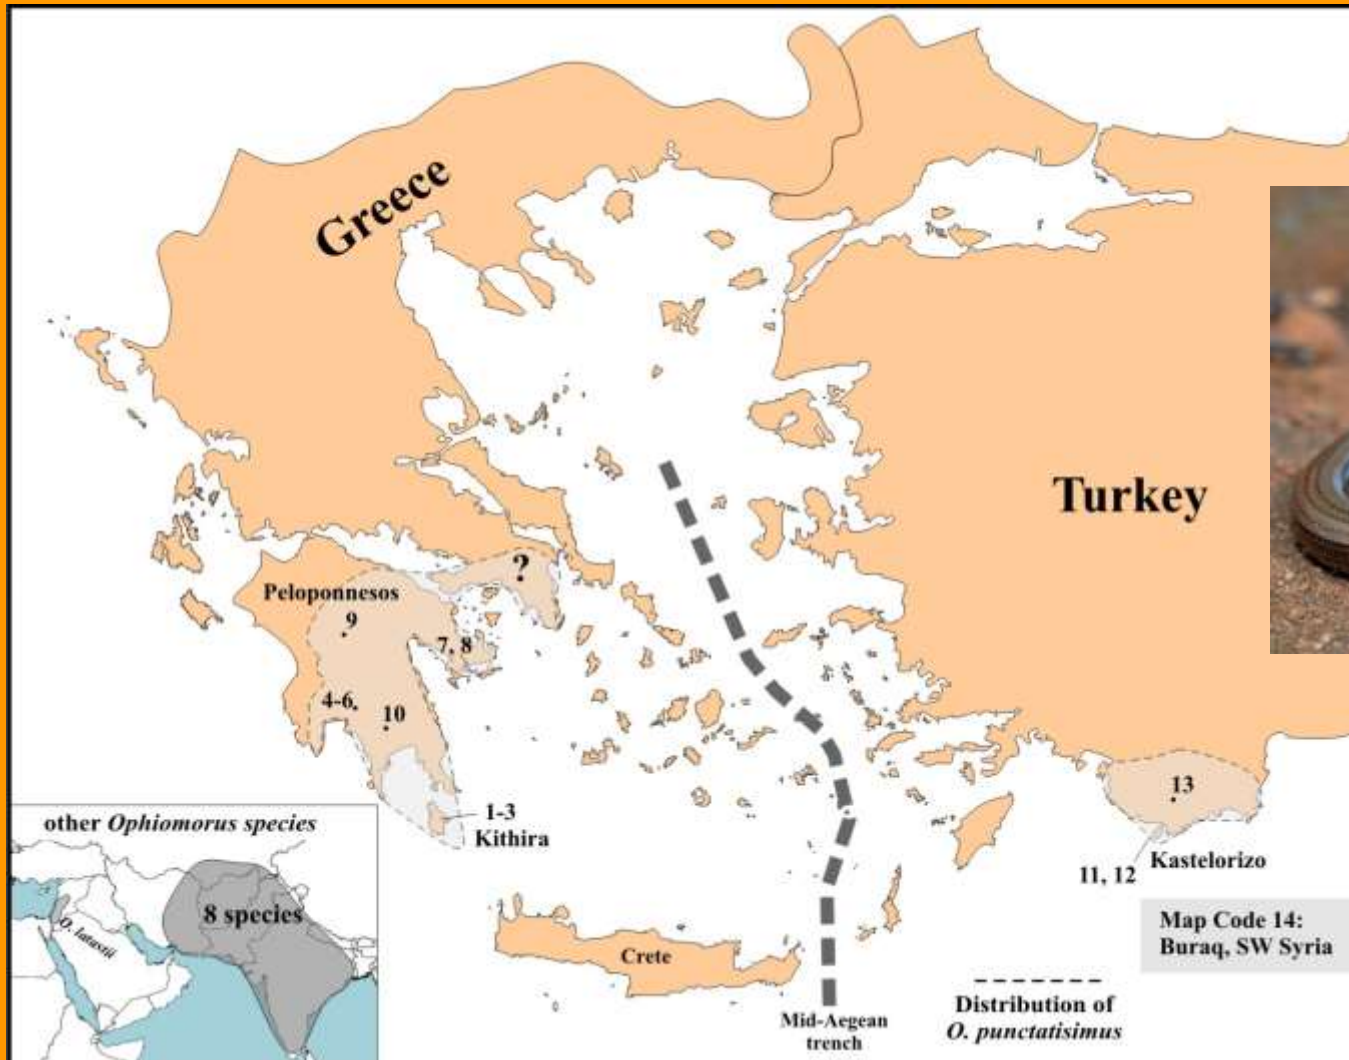 Greece
Turkey
?
Peloponnesos
9
7, 8
4-6
10
1-3
Kithira
13
11, 12
Kastelorizo
Crete
Map Code 14:
Buraq, SW Syria
Distribution of
O. punctatisimus
Mid-Aegean
trench
other Ophiomorus species
8 species
O. latastii